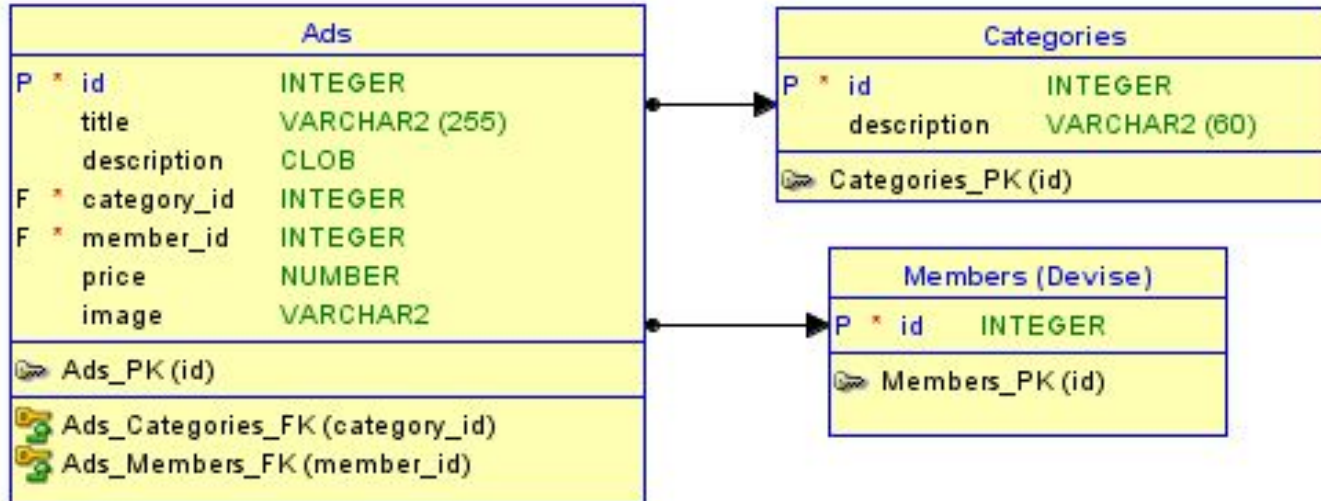 Ads
P * id INTEGER
title VARCHAR2 (255)
description CLOB
F * category_id INTEGER
F * member_id INTEGER
price NUMBER
image VARCHAR2
Ads_PK (id)
Ads_Categories_FK (category_id)
Ads_Members_FK (member_id)
Categories
P * id INTEGER
description VARCHAR2 (60)
Categories_PK (id)
Members (Devise)
P * id INTEGER
Members_PK (id)